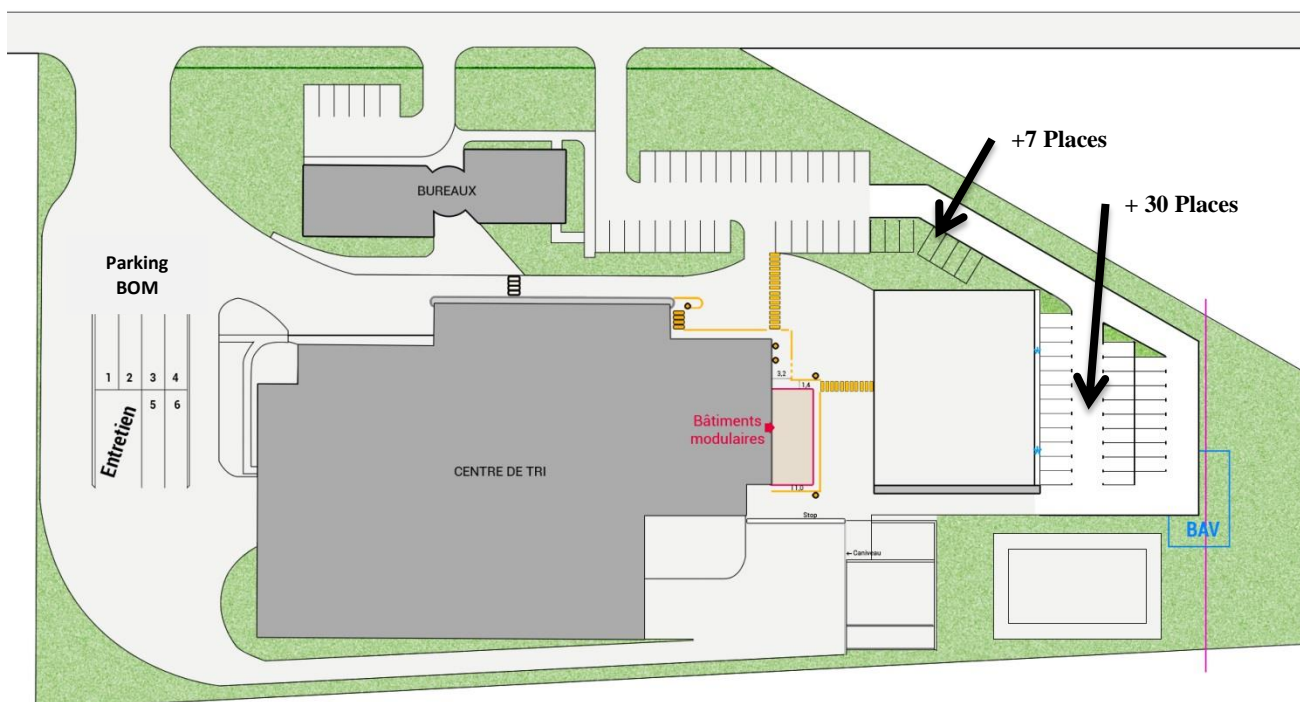 +7 Places
+ 30 Places
BUREAUX
Parking
BOM
1 2 3 4
5 6
Entretien
3,2
1,4
Bâtiments
modulaires
CENTRE DE TRI
11,0
Stop
← Caniveau
BAV